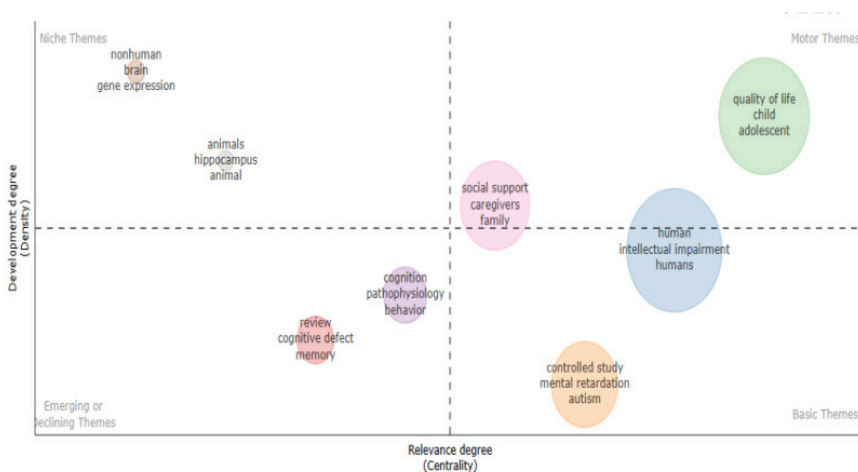 Niche Themes
Motor Themes
nonhuman
brain
gene expression
quality of life
child
adolescent
animals
hippocampus
animal
social support
caregivers
family
human
intellectual impairment
humans
cognition
pathophysiology
behavior
review
cognitive defect
memory
controlled study
mental retardation
autism
Emerging or
Declining Themes
Basic Themes
Development degree
(Density)
Relevance degree
(Centrality)